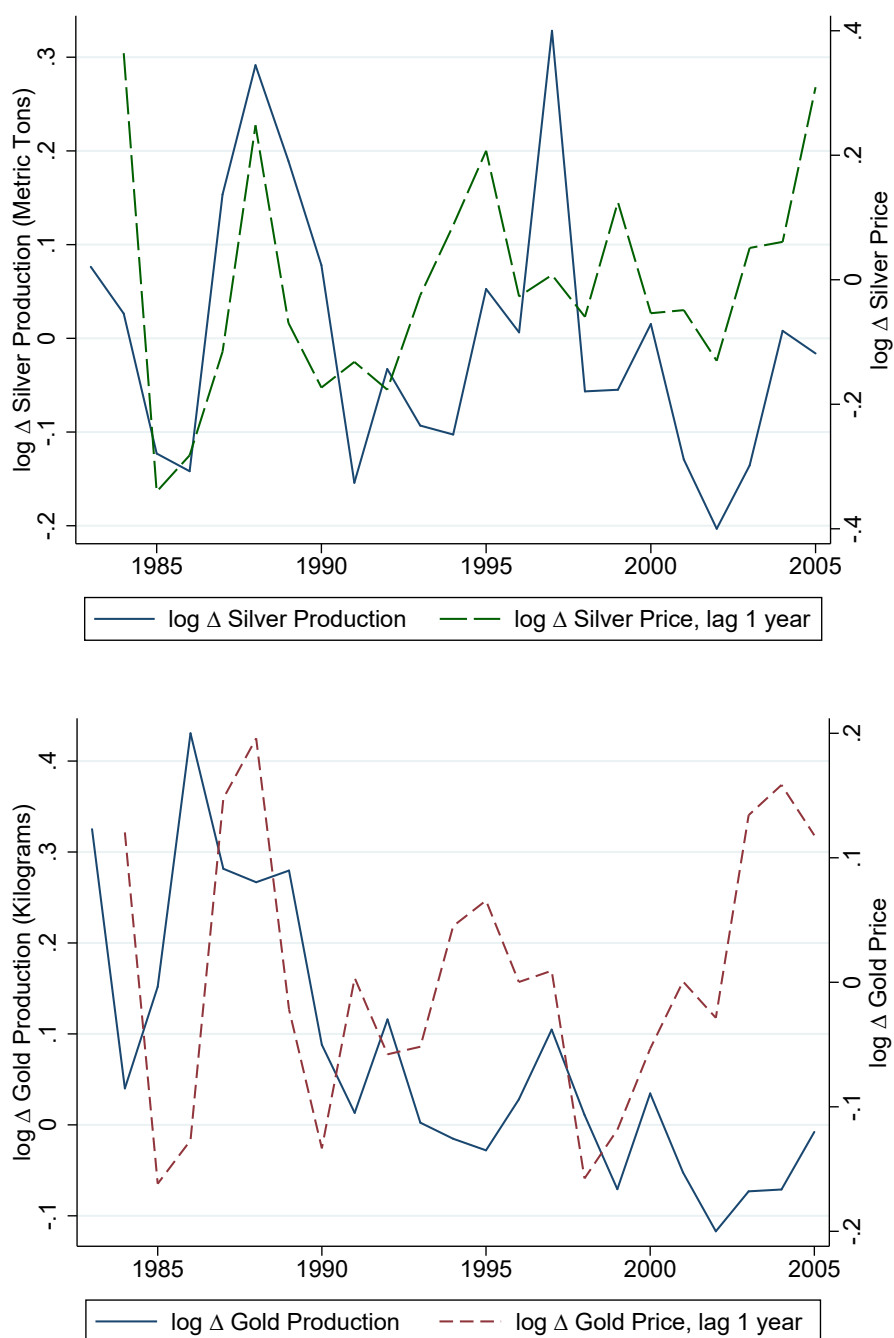 log Δ Silver Production (Metric Tons)
.3
.2
.1
0
-.1
-.2
.4
.2
0
-.2
-.4
log Δ Silver Price
1985 1990 1995 2000 2005
log Δ Silver Production log Δ Silver Price, lag 1 year
log Δ Gold Production (Kilograms)
.4
.3
.2
.1
0
-.1
.2
.1
0
-.1
-.2
log Δ Gold Price
1985 1990 1995 2000 2005
log Δ Gold Production log Δ Gold Price, lag 1 year